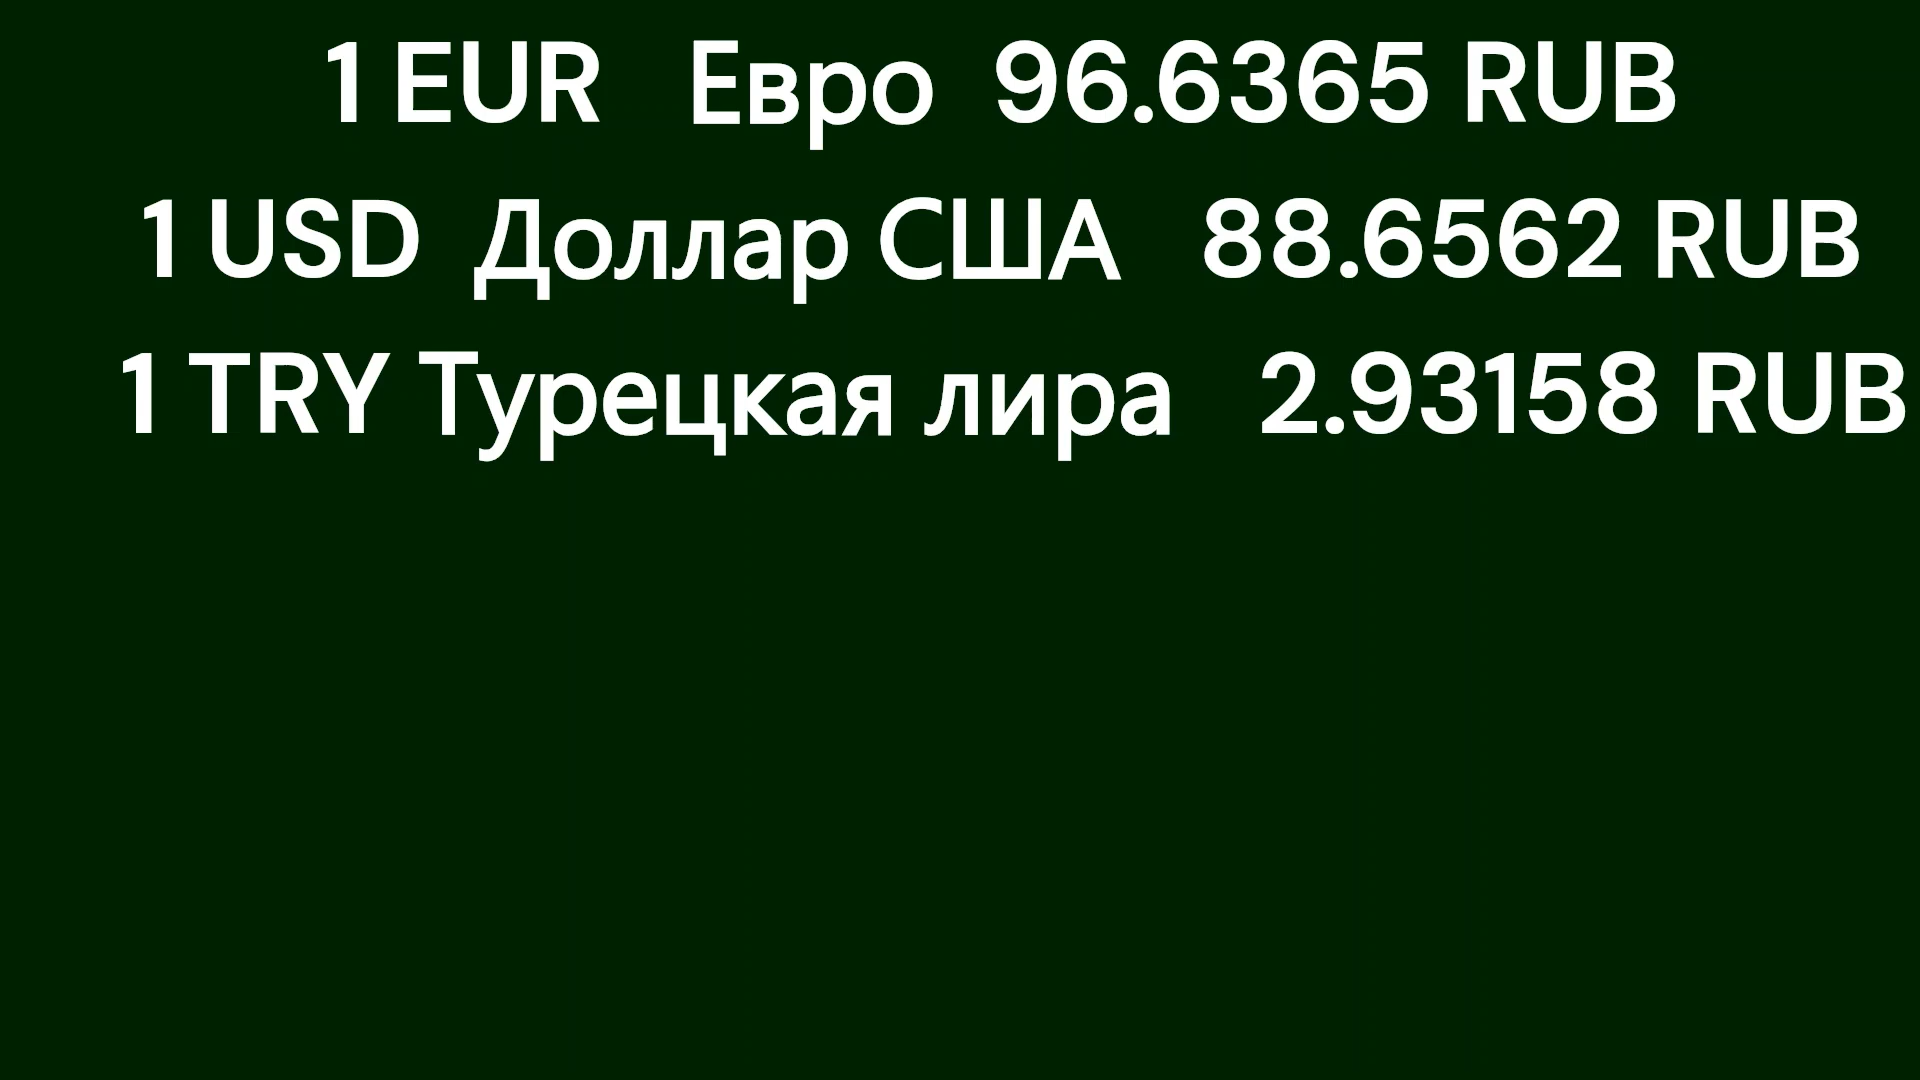 1 EUR Евро 96.6365 RUB
1 USD Доллар США 88.6562 RUB
1 TRY Турецкая лира 2.93158 RUB